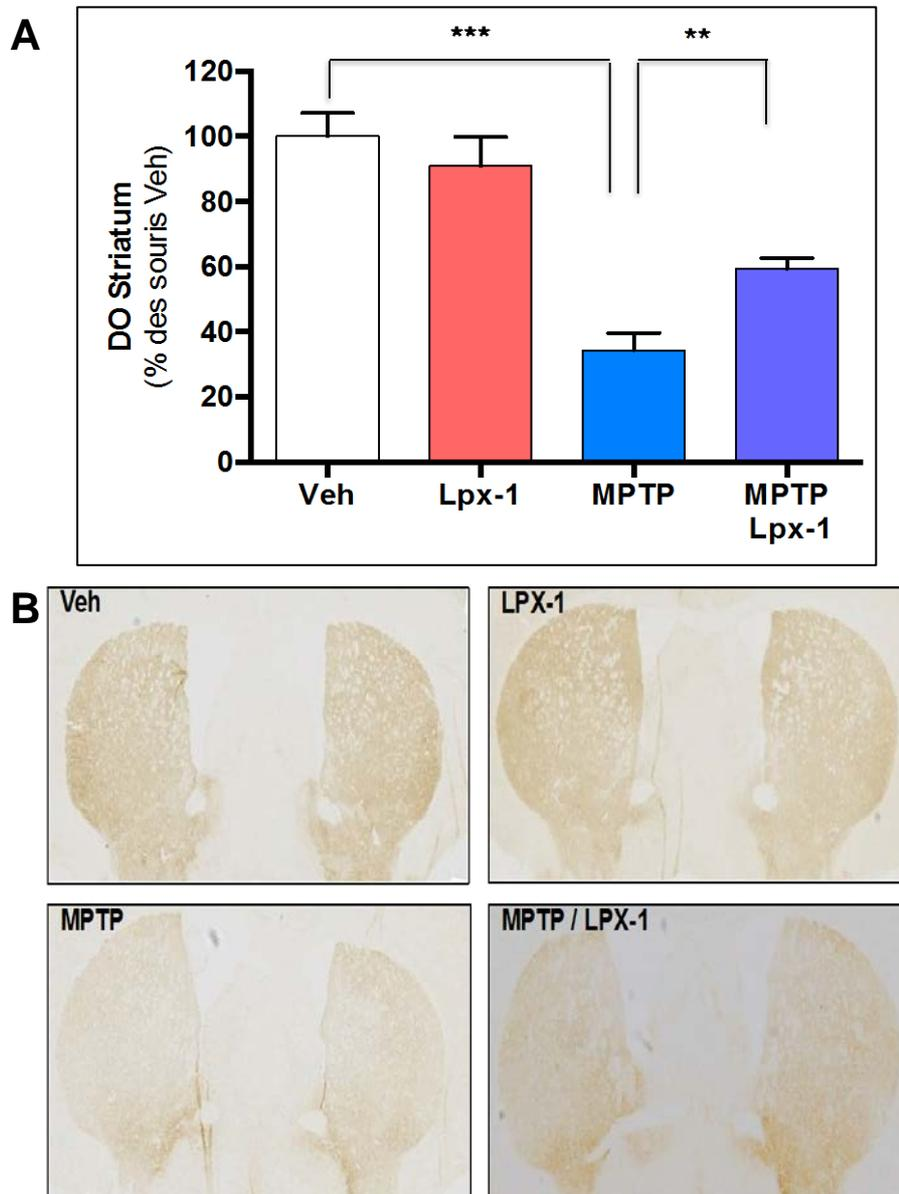 A
***
**
120
100
80
60
40
20
0
DO Striatum
(% des souris Veh)
Veh
Lpx-1
MPTP
MPTP
Lpx-1
B
Veh
LPX-1
MPTP
MPTP / LPX-1